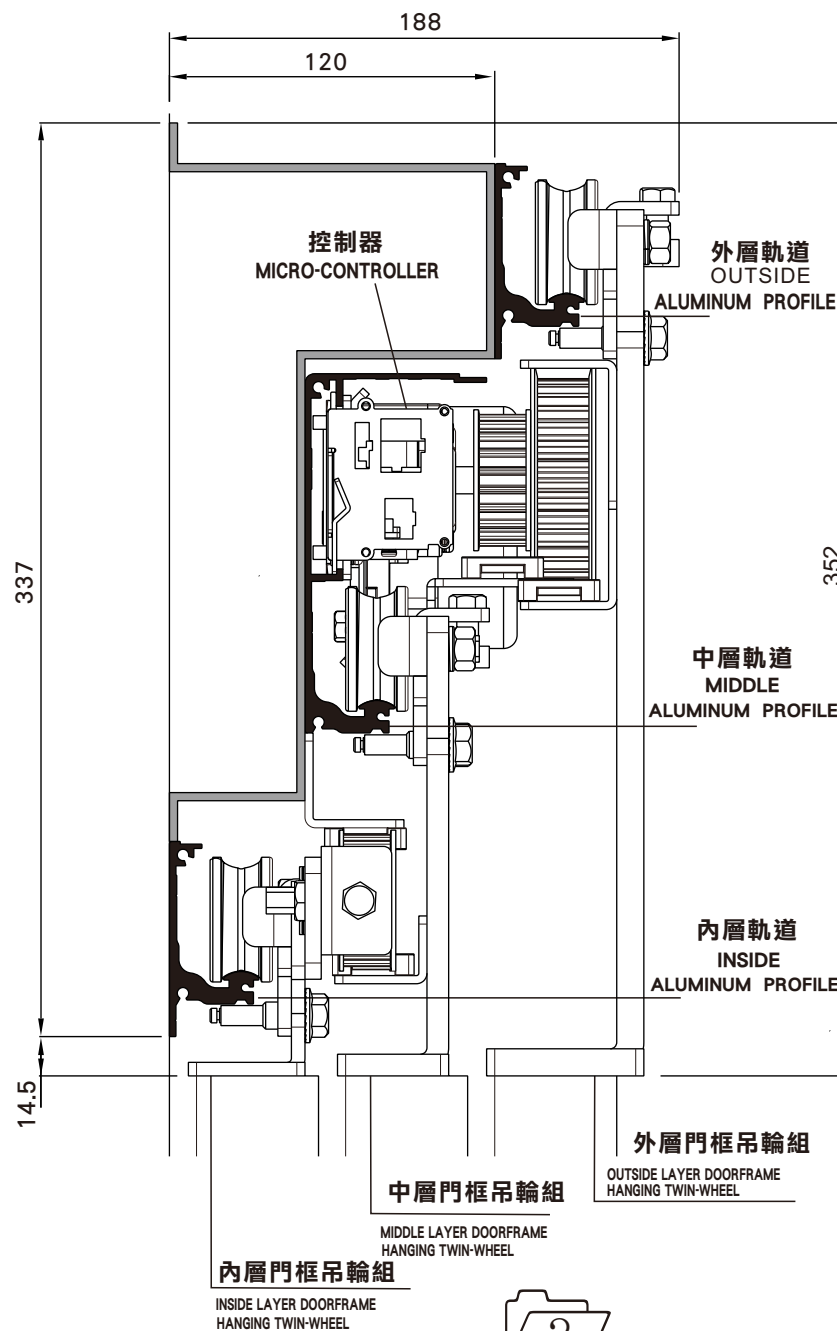 188
120
控制器
MICRO-CONTROLLER
外層軌道
OUTSIDE
ALUMINUM PROFILE
337
352
中層軌道
MIDDLE
ALUMINUM PROFILE
內層軌道
INSIDE
ALUMINUM PROFILE
14.5
外層門框吊輪組
OUTSIDE LAYER DOORFRAME
HANGING TWIN-WHEEL
中層門框吊輪組
MIDDLE LAYER DOORFRAME
HANGING TWIN-WHEEL
內層門框吊輪組
INSIDE LAYER DOORFRAME
HANGING TWIN-WHEEL